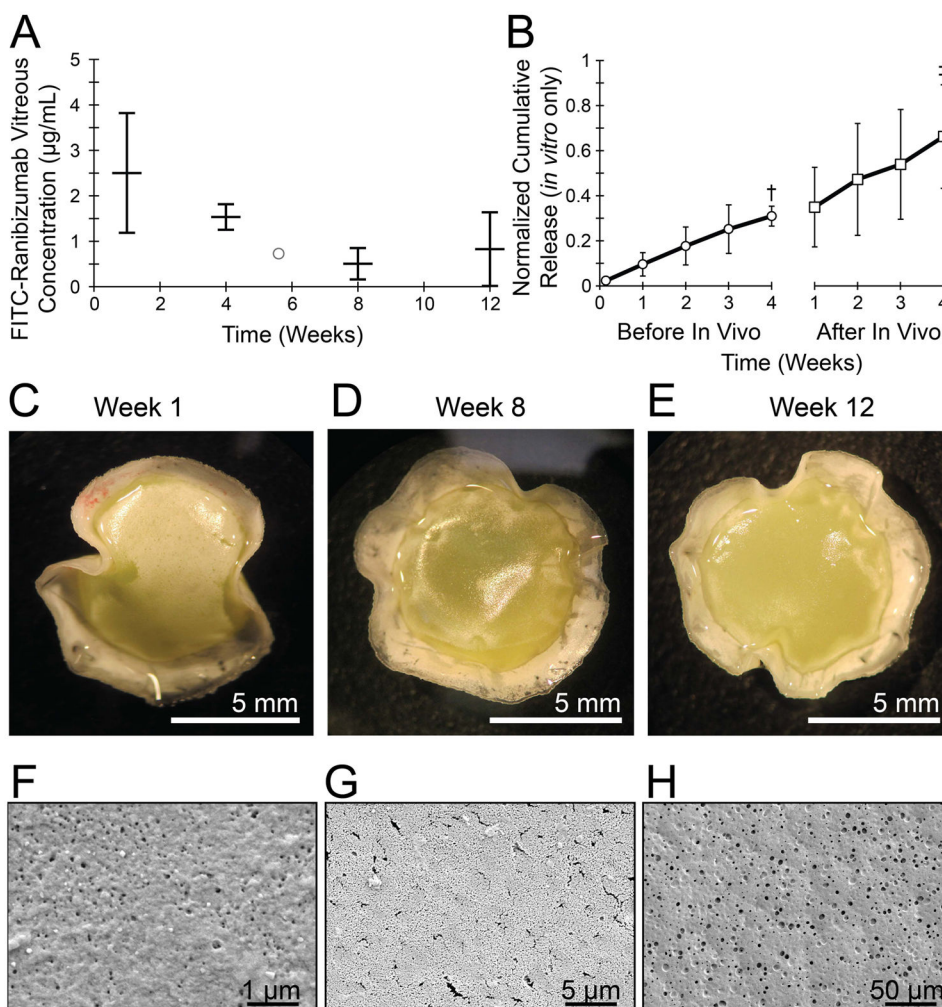 A
FITC-Ranibizumab Vitreous
Concentration (µg/mL)
5
4
3
2
1
0
0 2 4 6 8 10 12
Time (Weeks)
B
Normalized Cumulative
Release (in vitro only)
1
0.8
0.6
0.4
0.2
0
†
0 1 2 3 4 1 2 3 4
Before In Vivo After In Vivo
Time (Weeks)
C Week 1
D Week 8
E Week 12
5 mm
5 mm
5 mm
F
G
H
1 µm
5 µm
50 µm